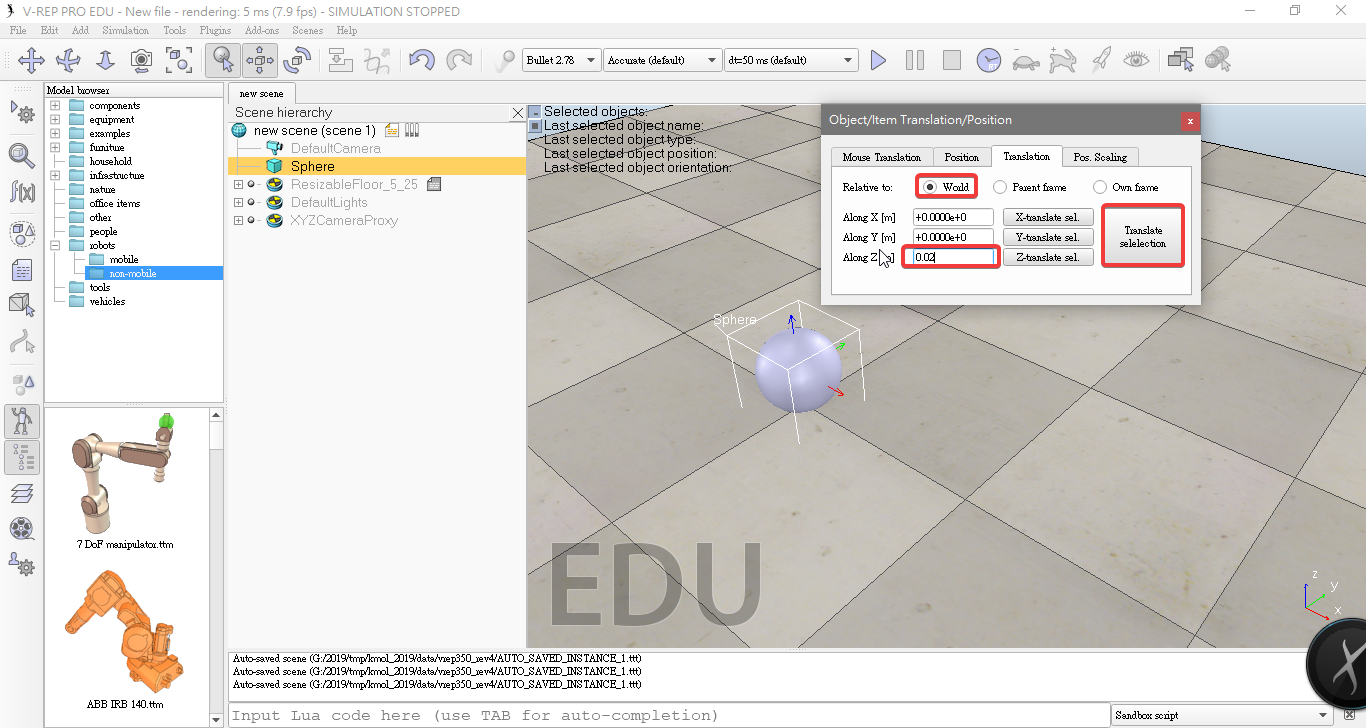 V-REP PRO EDU - New file - rendering: 5 ms (7.9 fps) - SIMULATION STOPPED
File Edit Add Simulation Tools Plugins Add-ons Scenes Help
Bullet 2.78 Accurate (default) dt=50 ms (default)
Model browser
components
equipment
examples
furniture
household
infrastructure
nature
office items
other
people
robots
mobile
non-mobile
tools
vehicles
7 DoF manipulator.ttm
ABB IRB 140.ttm
new scene
Scene hierarchy
new scene (scene 1)
DefaultCamera
Sphere
ResizableFloor_5_25
DefaultLights
XYZCameraProxy
Selected objects:
Last selected object name:
Last selected object type:
Last selected object position:
Last selected object orientation:
Object/Item Translation/Position
x
Mouse Translation Position Translation Pos. Scaling
Relative to: World Parent frame Own frame
Along X [m] +0.0000e+0 X-translate sel.
Along Y [m] +0.0000e+0 Y-translate sel.
Along Z 0.02 Z-translate sel.
Translate
selelection
Sphere
EDU
z
y
x
Auto-saved scene (G:/2019/tmp/kmol_2019/data/vrep350_rev4/AUTO_SAVED_INSTANCE_1.ttt)
Auto-saved scene (G:/2019/tmp/kmol_2019/data/vrep350_rev4/AUTO_SAVED_INSTANCE_1.ttt)
Auto-saved scene (G:/2019/tmp/kmol_2019/data/vrep350_rev4/AUTO_SAVED_INSTANCE_1.ttt)
Input Lua code here (use TAB for auto-completion)
Sandbox script